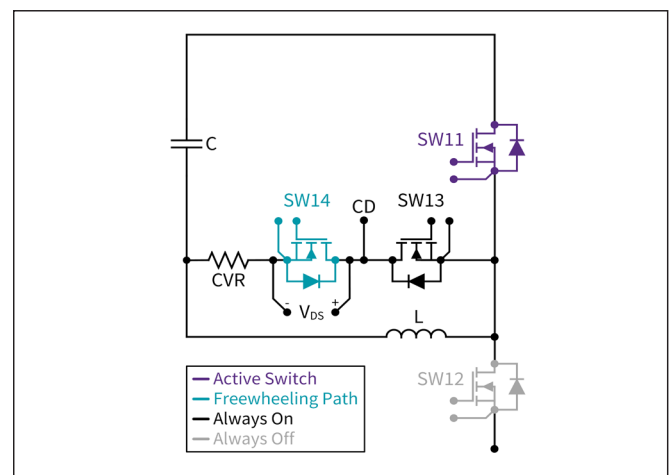 SW11
C
SW14
CD
SW13
CVR
- VDS +
L
SW12
Active Switch
Freewheeling Path
Always On
Always Off